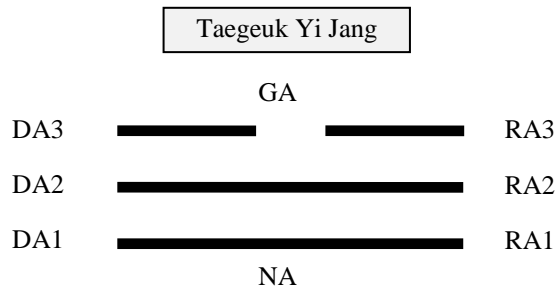 Taegeuk Yi Jang
GA
DA3 RA3
DA2 RA2
DA1 RA1
NA